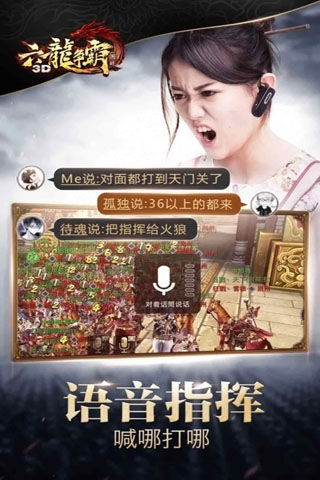 六龍争霸
3D
Me说:对面都打到天门关了
孤独说:36以上的都来
待魂说:把指挥给火狼
对着话筒说话
语音指挥
喊哪打哪